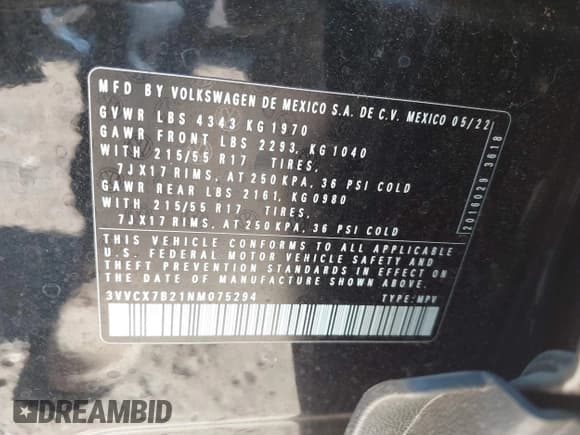 MFD BY VOLKSWAGEN DE MEXICO S.A. DE C.V. MEXICO 05/22
GVWR LBS 4343 KG 1970
GAWR FRONT LBS 2293, KG 1040
WITH 215/55 R17 TIRES,
7JX17 RIMS, AT 250 KPA, 36 PSI COLD
GAWR REAR LBS 2161, KG 0980
WITH 215/55 R17 TIRES,
7JX17 RIMS, AT 250 KPA, 36 PSI COLD
THIS VEHICLE CONFORMS TO ALL APPLICABLE
U.S. FEDERAL MOTOR VEHICLE SAFETY AND
THEFT PREVENTION STANDARDS IN EFFECT ON
THE DATE OF MANUFACTURE SHOWN ABOVE.
3VVCX7B21NM075294 TYPE: MPV
2016029 3618
DREAMBID